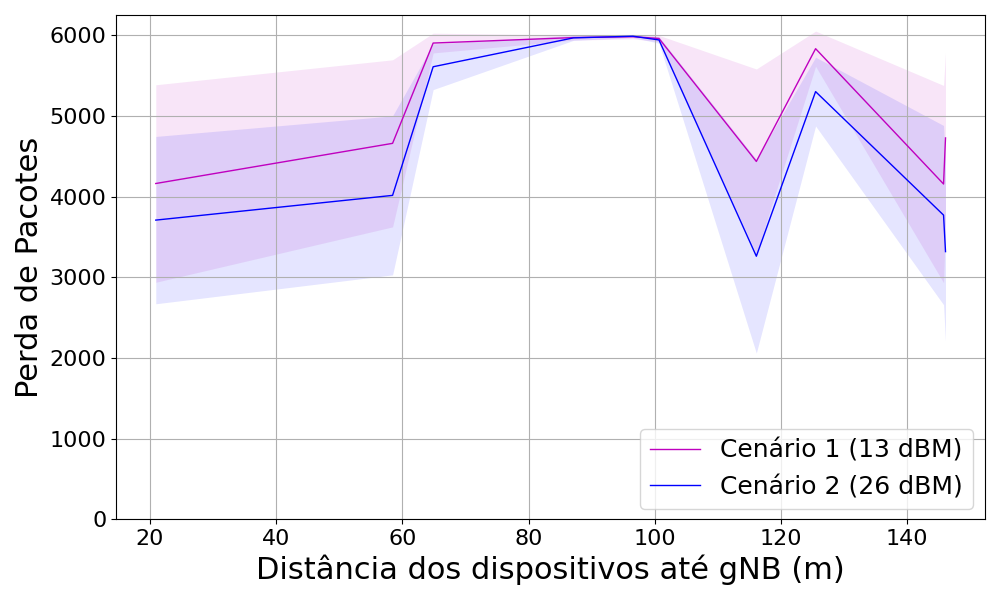 6000
5000
4000
3000
2000
1000
0
Perda de Pacotes
Cenário 1 (13 dBM)
Cenário 2 (26 dBM)
20 40 60 80 100 120 140
Distância dos dispositivos até gNB (m)